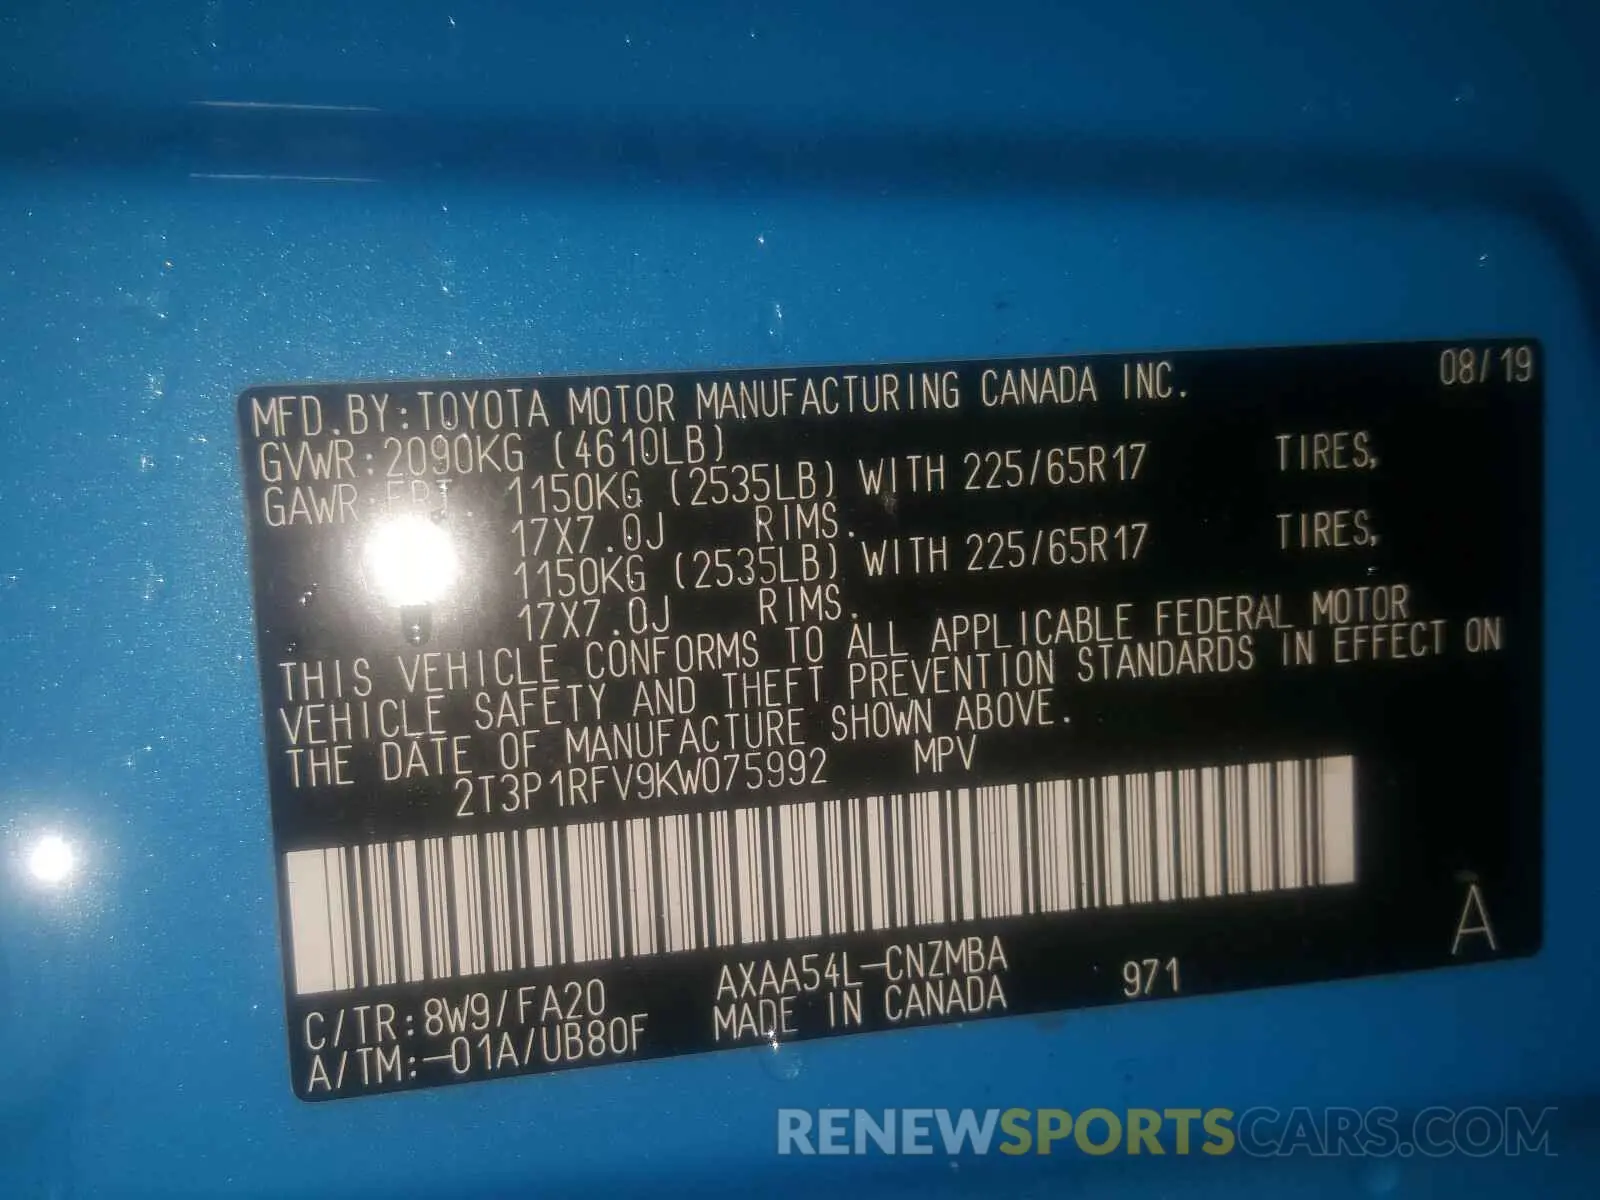 MFD.BY:TOYOTA MOTOR MANUFACTURING CANADA INC. 08/19
GVWR:2090KG (4610LB)
GAWR FRT. 1150KG (2535LB) WITH 225/65R17 TIRES,
17X7.0J RIMS.
1150KG (2535LB) WITH 225/65R17 TIRES,
17X7.0J RIMS.
THIS VEHICLE CONFORMS TO ALL APPLICABLE FEDERAL MOTOR
VEHICLE SAFETY AND THEFT PREVENTION STANDARDS IN EFFECT ON
THE DATE OF MANUFACTURE SHOWN ABOVE.
2T3P1RFV9KW075992 MPV
A
C/TR:8W9/FA20 AXAA54L-CNZMBA 971
A/TM:-01A/UB80F MADE IN CANADA
RENEWSPORTSCARS.COM